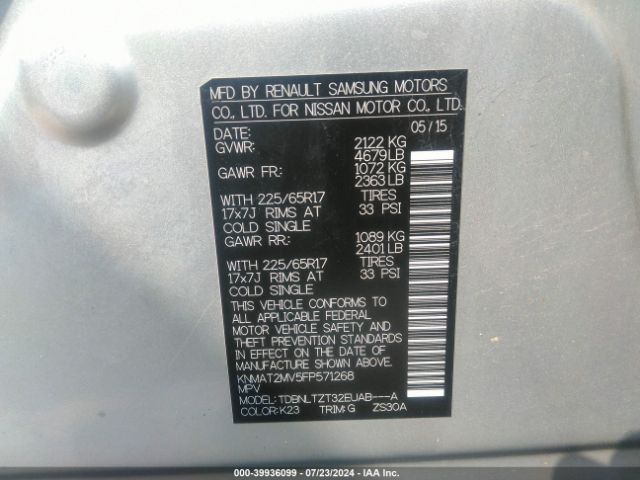 MFD BY RENAULT SAMSUNG MOTORS
CO., LTD. FOR NISSAN MOTOR CO., LTD.
DATE: 05/15
GVWR: 2122 KG
4679 LB
GAWR FR: 1072 KG
2363 LB
WITH 225/65R17 TIRES
17x7J RIMS AT 33 PSI
COLD SINGLE
GAWR RR: 1089 KG
2401 LB
WITH 225/65R17 TIRES
17x7J RIMS AT 33 PSI
COLD SINGLE
THIS VEHICLE CONFORMS TO
ALL APPLICABLE FEDERAL
MOTOR VEHICLE SAFETY AND
THEFT PREVENTION STANDARDS
IN EFFECT ON THE DATE OF
MANUFACTURE SHOWN ABOVE.
KNMAT2MV5FP571268
MPV
MODEL: TDBNLTZT32EUAB---A
COLOR: K23 TRIM: G ZS30A
000-39936099 - 07/23/2024 - IAA Inc.